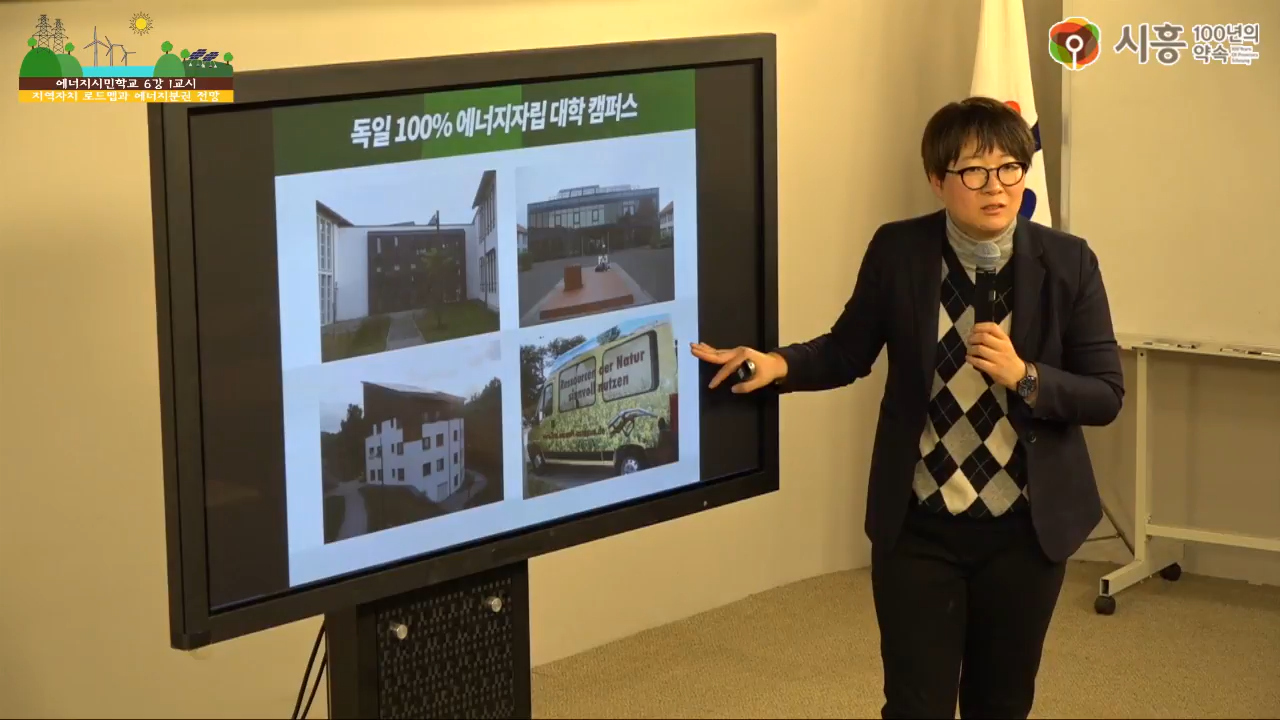 에너지시민학교 6강 1교시
지역자치 로드맵과 에너지분권 전망
시흥 100년의 약속
독일 100% 에너지자립 대학 캠퍼스
Ressourcen der Natur
sinnvoll nutzen